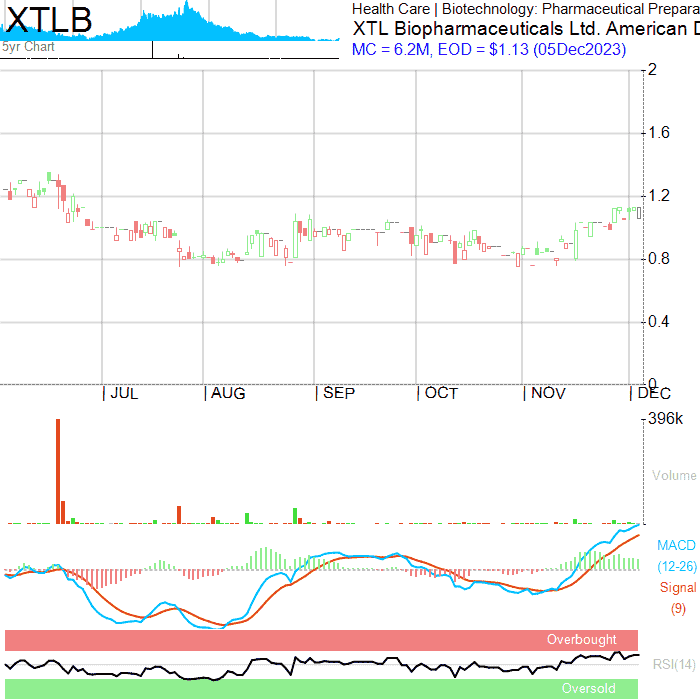 XTLB
5yr Chart
Health Care | Biotechnology: Pharmaceutical Prepara
XTL Biopharmaceuticals Ltd. American D
MC = 6.2M, EOD = $1.13 (05Dec2023)
2
1.6
1.2
0.8
0.4
0
JUL
AUG
SEP
OCT
NOV
DEC
396k
Volume
MACD
(12-26)
Signal
(9)
Overbought
RSI(14)
Oversold